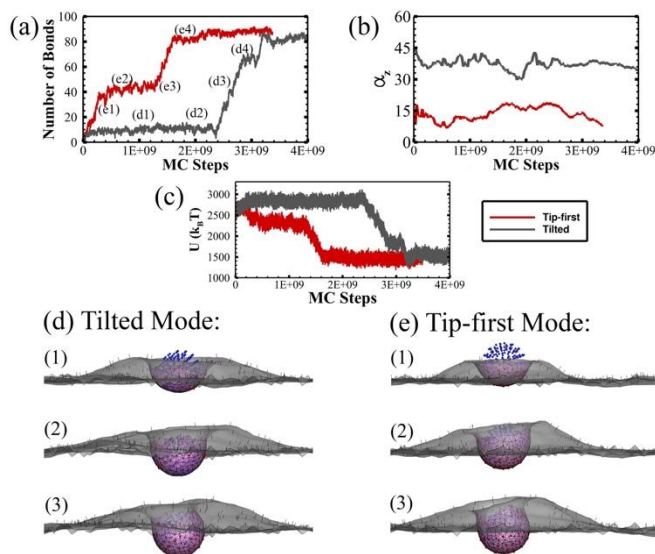 (a)
Number of Bonds
100
80
60
40
20
0
(e4)
(d4)
(e2)
(e3)
(d3)
(e1)
(d1)
(d2)
0
1E+09
2E+09
3E+09
4E+09
MC Steps
(b)
α_z
60
45
30
15
0
0
1E+09
2E+09
3E+09
4E+09
MC Steps
(c)
U (k_BT)
3000
2500
2000
1500
1000
0
1E+09
2E+09
3E+09
4E+09
MC Steps
Tip-first
Tilted
(d) Tilted Mode:
(1)
(2)
(3)
(e) Tip-first Mode:
(1)
(2)
(3)